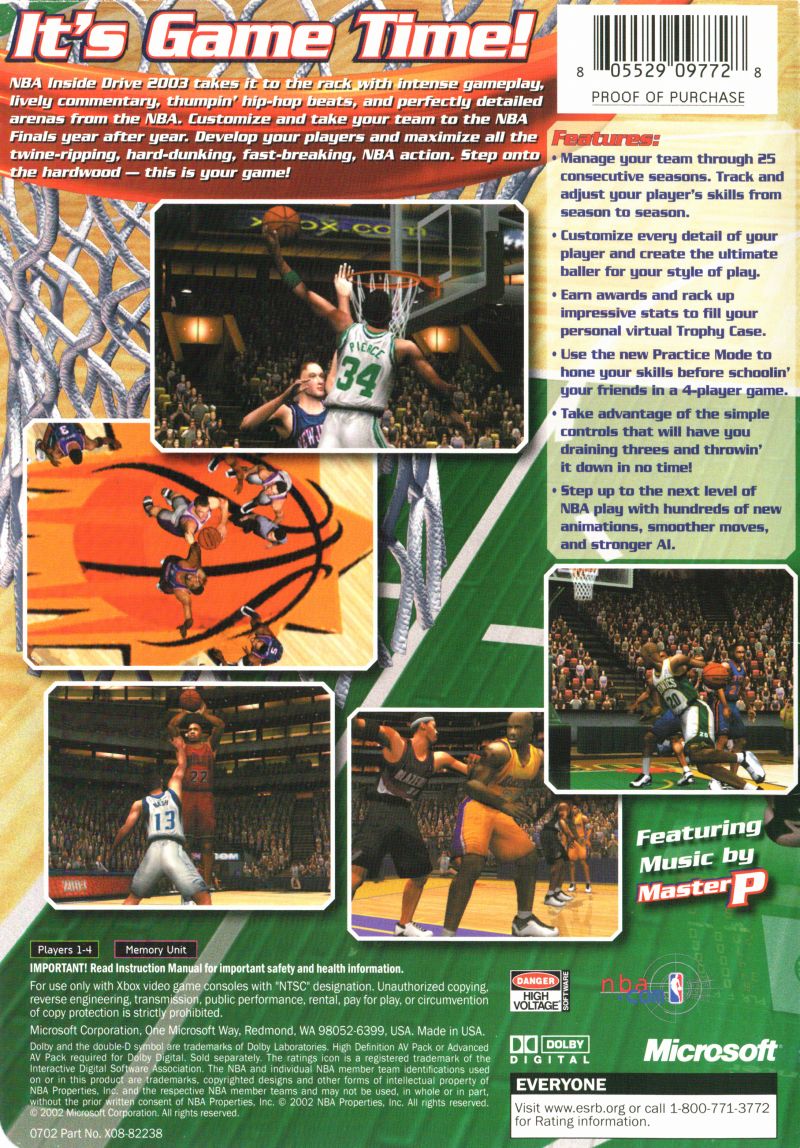 It's Game Time!
NBA Inside Drive 2003 takes it to the rack with intense gameplay,
lively commentary, thumpin' hip-hop beats, and perfectly detailed
arenas from the NBA. Customize and take your team to the NBA
Finals year after year. Develop your players and maximize all the
twine-ripping, hard-dunking, fast-breaking, NBA action. Step onto
the hardwood — this is your game!
8 05529 09772 8
PROOF OF PURCHASE
Features:
• Manage your team through 25
consecutive seasons. Track and
adjust your player's skills from
season to season.
• Customize every detail of your
player and create the ultimate
baller for your style of play.
• Earn awards and rack up
impressive stats to fill your
personal virtual Trophy Case.
• Use the new Practice Mode to
hone your skills before schoolin'
your friends in a 4-player game.
• Take advantage of the simple
controls that will have you
draining threes and throwin'
it down in no time!
• Step up to the next level of
NBA play with hundreds of new
animations, smoother moves,
and stronger AI.
xbox.com
PIERCE
34
NEW J
3
5
22
NASH
13
BLAZER
SONICS
20
20
Featuring
Music by
Master P
Players 1-4
Memory Unit
IMPORTANT! Read Instruction Manual for important safety and health information.
For use only with Xbox video game consoles with "NTSC" designation. Unauthorized copying,
reverse engineering, transmission, public performance, rental, pay for play, or circumvention
of copy protection is strictly prohibited.
Microsoft Corporation, One Microsoft Way, Redmond, WA 98052-6399, USA. Made in USA.
Dolby and the double-D symbol are trademarks of Dolby Laboratories. High Definition AV Pack or Advanced
AV Pack required for Dolby Digital. Sold separately. The ratings icon is a registered trademark of the
Interactive Digital Software Association. The NBA and individual NBA member team identifications used
on or in this product are trademarks, copyrighted designs and other forms of intellectual property of
NBA Properties, Inc. and the respective NBA member teams and may not be used, in whole or in part,
without the prior written consent of NBA Properties, Inc. © 2002 NBA Properties, Inc. All rights reserved.
© 2002 Microsoft Corporation. All rights reserved.
0702 Part No. X08-82238
DANGER
HIGH
VOLTAGE
SOFTWARE
nba
.com
DOLBY
DIGITAL
Microsoft
EVERYONE
Visit www.esrb.org or call 1-800-771-3772
for Rating information.